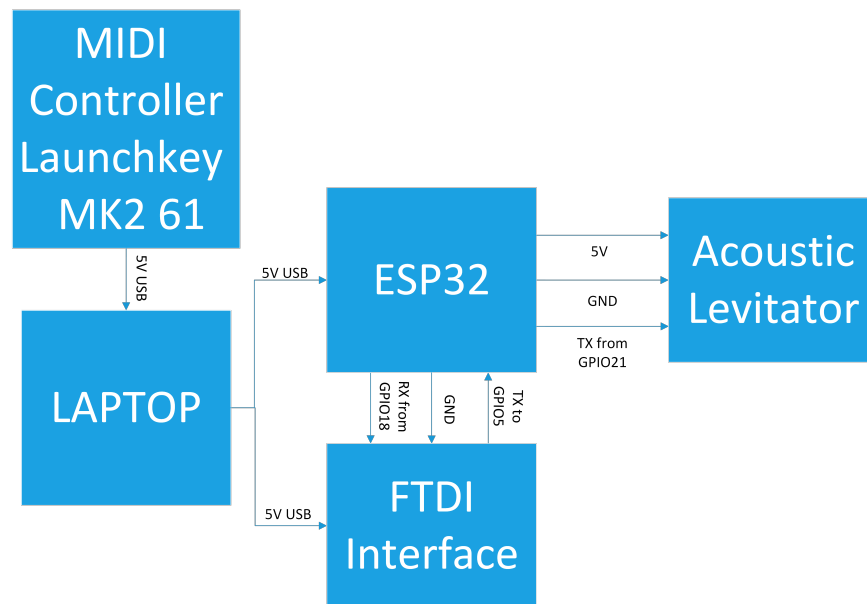 MIDI
Controller
Launchkey
MK2 61
5V USB
LAPTOP
5V USB
5V USB
ESP32
5V
GND
TX from
GPIO21
Acoustic
Levitator
RX from
GPIO18
GND
TX to
GPIO5
FTDI
Interface